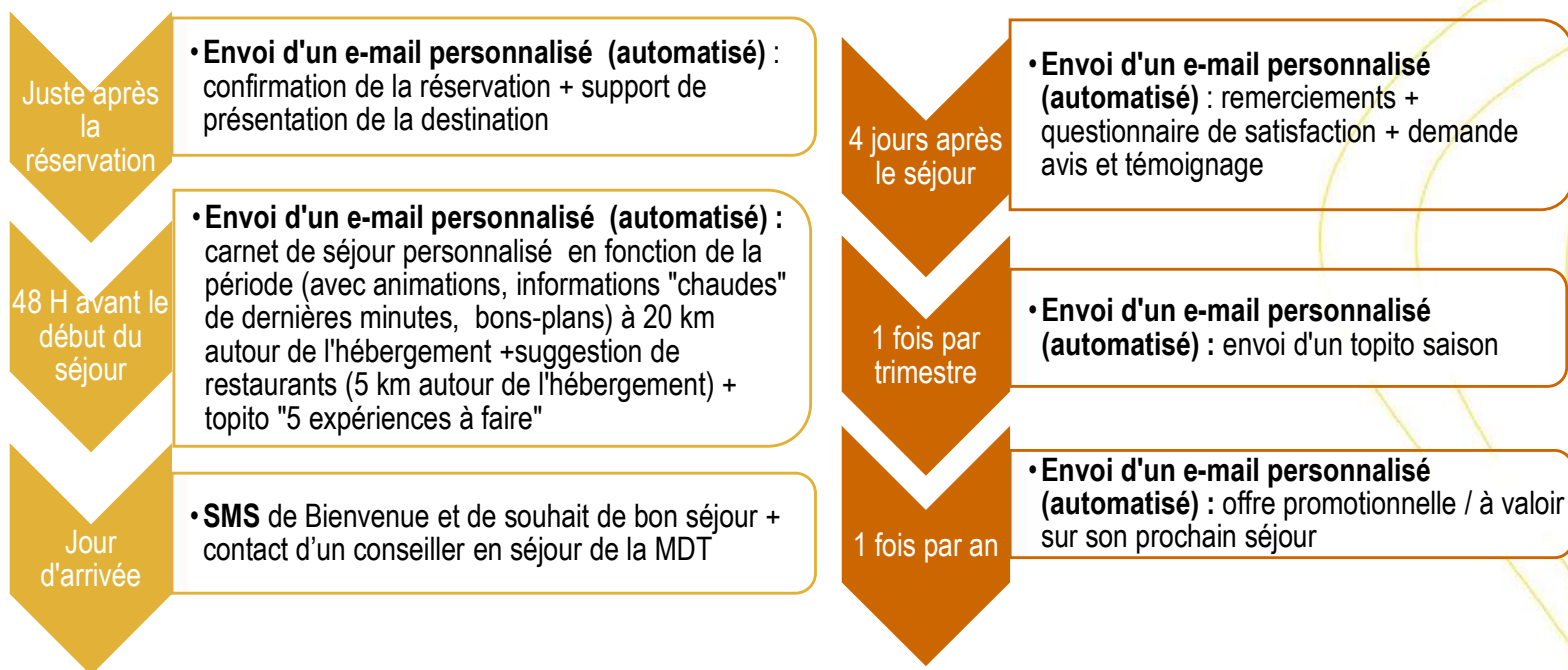 Juste après
la
réservation
•Envoi d'un e-mail personnalisé (automatisé) :
confirmation de la réservation + support de
présentation de la destination
48 H avant le
début du
séjour
•Envoi d'un e-mail personnalisé (automatisé) :
carnet de séjour personnalisé en fonction de la
période (avec animations, informations "chaudes"
de dernières minutes, bons-plans) à 20 km
autour de l'hébergement +suggestion de
restaurants (5 km autour de l'hébergement) +
topito "5 expériences à faire"
Jour
d'arrivée
•SMS de Bienvenue et de souhait de bon séjour +
contact d’un conseiller en séjour de la MDT
4 jours après
le séjour
•Envoi d'un e-mail personnalisé
(automatisé) : remerciements +
questionnaire de satisfaction + demande
avis et témoignage
1 fois par
trimestre
•Envoi d'un e-mail personnalisé
(automatisé) : envoi d'un topito saison
1 fois par an
•Envoi d'un e-mail personnalisé
(automatisé) : offre promotionnelle / à valoir
sur son prochain séjour